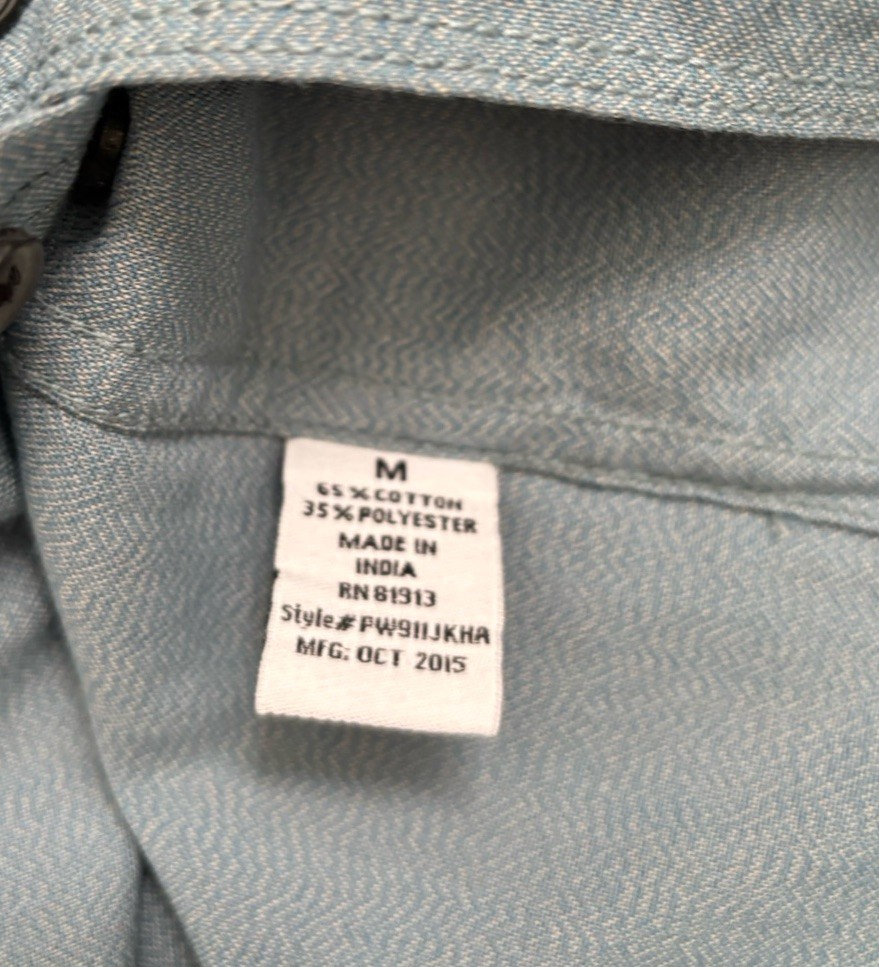 M
65% COTTON
35% POLYESTER
MADE IN
INDIA
RN 81913
Style# PW911JKHA
MFG: OCT 2015